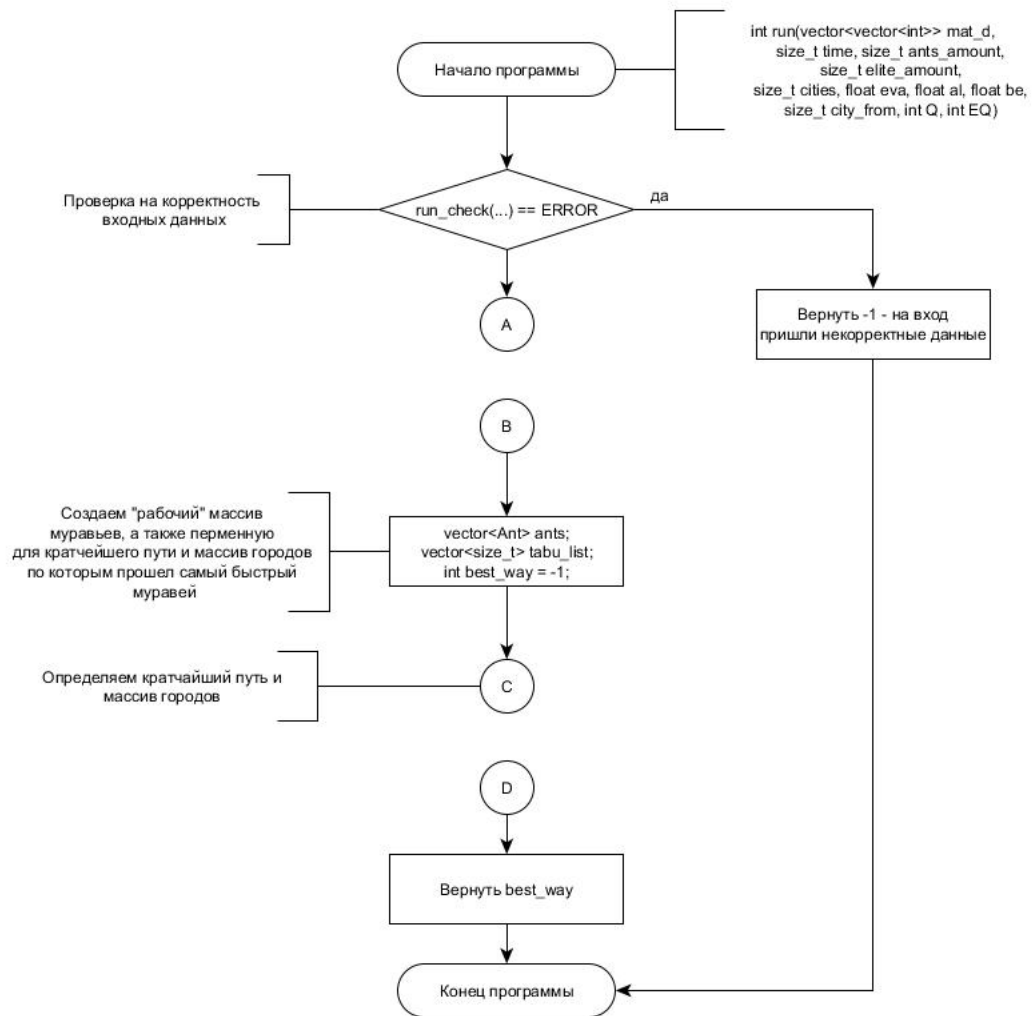 Начало программы
int run(vector<vector<int>> mat_d,
size_t time, size_t ants_amount,
size_t elite_amount,
size_t cities, float eva, float al, float be,
size_t city_from, int Q, int EQ)
Проверка на корректность
входных данных
run_check(...) == ERROR
да
A
Вернуть -1 - на вход
пришли некорректные данные
B
Создаем "рабочий" массив
муравьев, а также перменную
для кратчейшего пути и массив городов
по которым прошел самый быстрый
муравей
vector<Ant> ants;
vector<size_t> tabu_list;
int best_way = -1;
Определяем кратчайший путь и
массив городов
C
D
Вернуть best_way
Конец программы